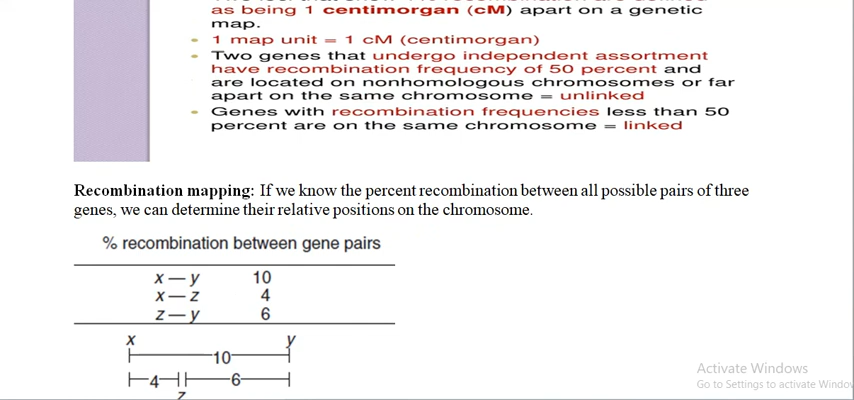 as being 1 centimorgan (cM) apart on a genetic
map.
• 1 map unit = 1 cM (centimorgan)
• Two genes that undergo independent assortment
have recombination frequency of 50 percent and
are located on nonhomologous chromosomes or far
apart on the same chromosome = unlinked
• Genes with recombination frequencies less than 50
percent are on the same chromosome = linked
Recombination mapping: If we know the percent recombination between all possible pairs of three
genes, we can determine their relative positions on the chromosome.
% recombination between gene pairs
x — y 10
x — z 4
z — y 6
x y
10
4 6
z
Activate Windows
Go to Settings to activate Windo